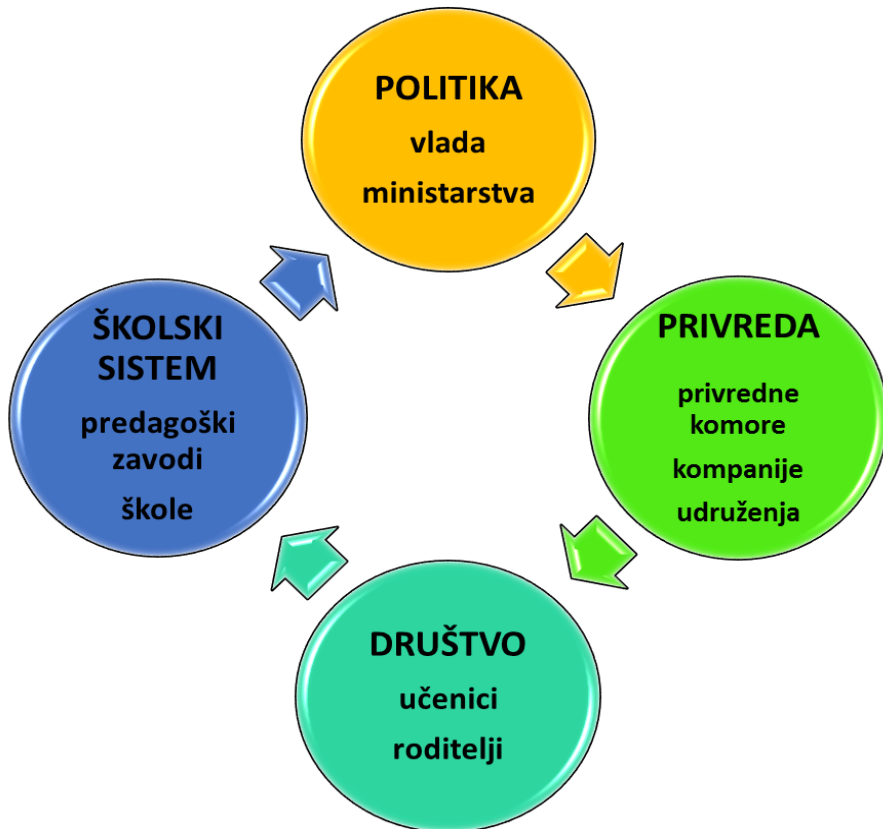 POLITIKA
vlada
ministarstva
PRIVREDA
privredne
komore
kompanije
udruženja
DRUŠTVO
učenici
roditelji
ŠKOLSKI
SISTEM
predagoški
zavodi
škole